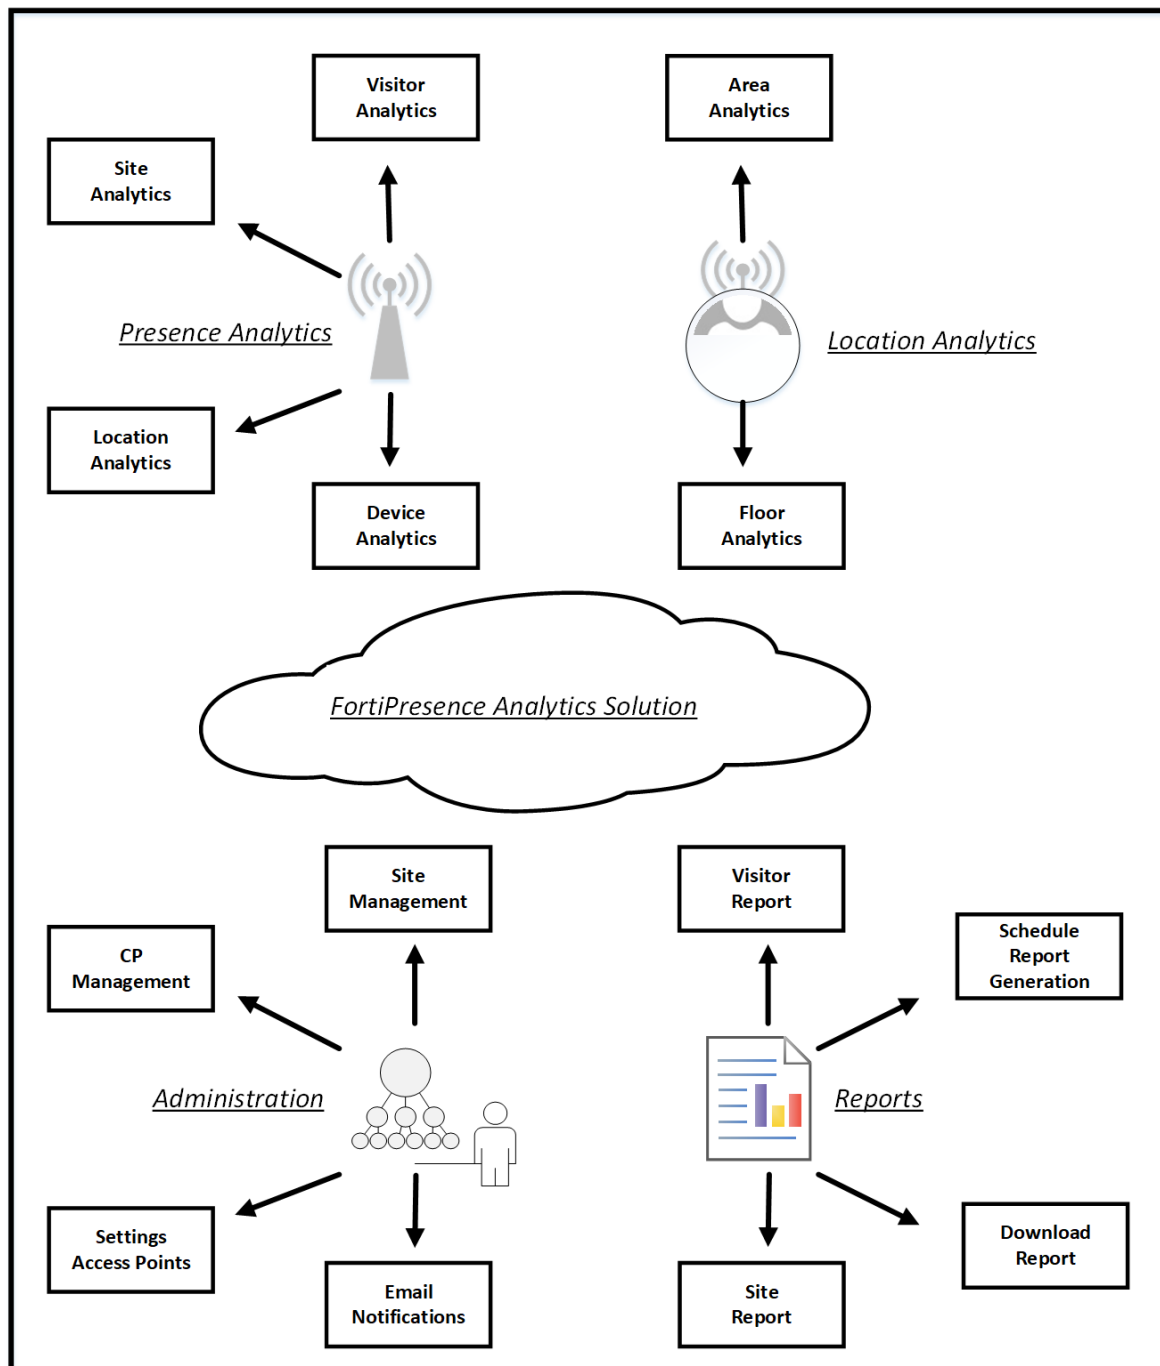 Visitor
Analytics
Area
Analytics
Site
Analytics
Presence Analytics
Location Analytics
Location
Analytics
Device
Analytics
Floor
Analytics
FortiPresence Analytics Solution
Site
Management
Visitor
Report
CP
Management
Schedule
Report
Generation
Administration
Reports
Settings
Access Points
Download
Report
Email
Notifications
Site
Report